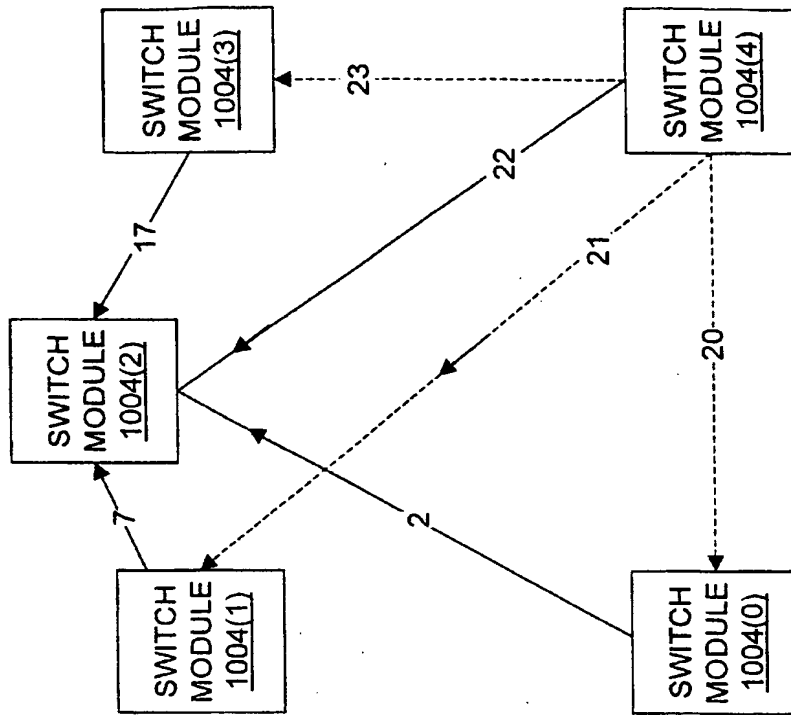 SWITCH
MODULE
1004(2)
SWITCH
MODULE
1004(1)
SWITCH
MODULE
1004(3)
7
17
2
22
21
23
20
SWITCH
MODULE
1004(0)
SWITCH
MODULE
1004(4)